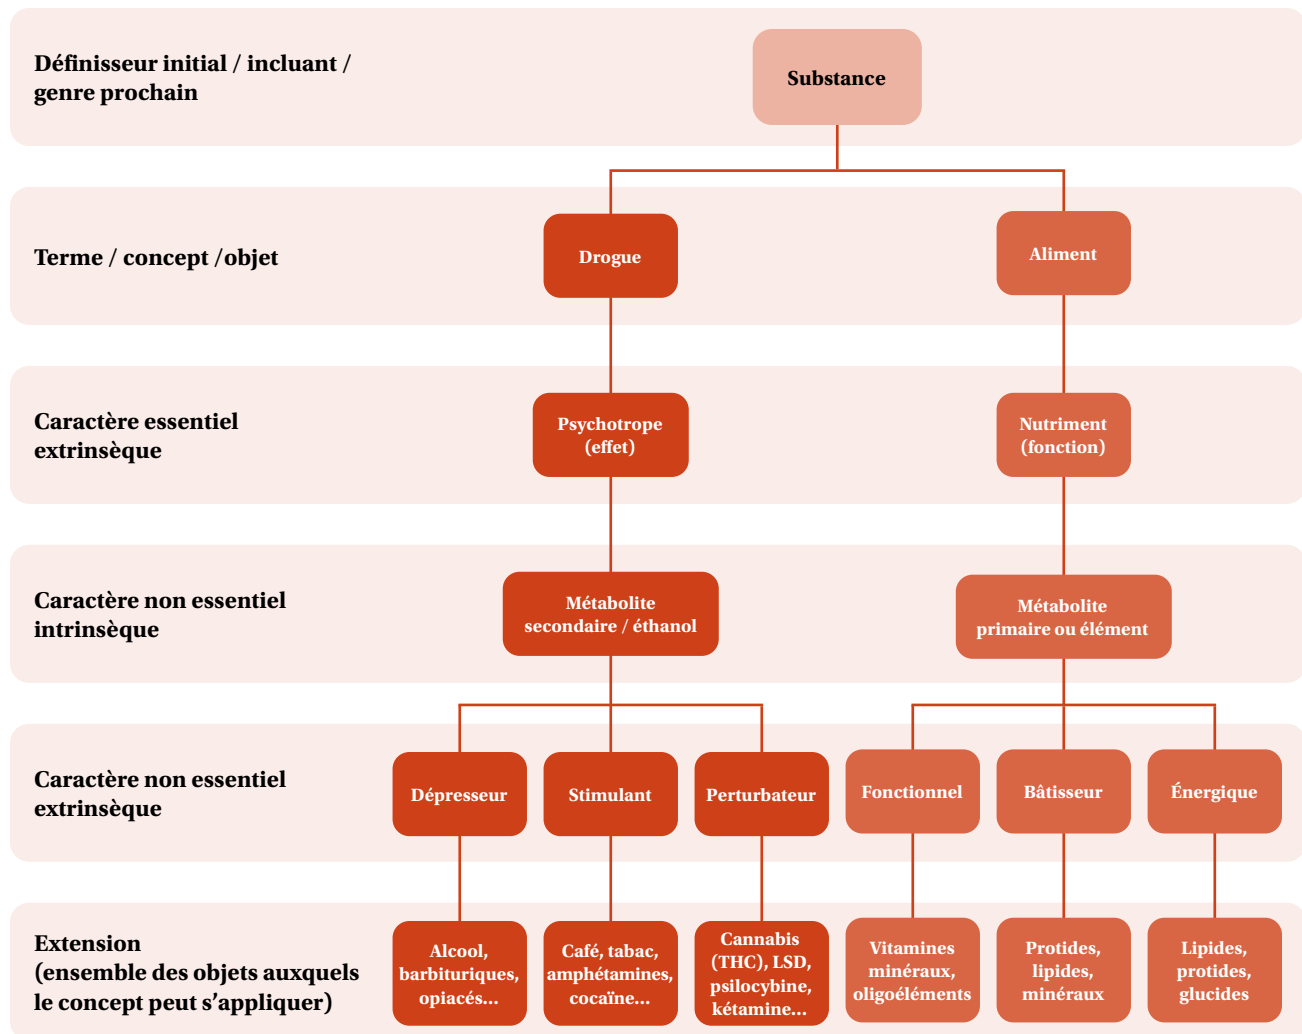 Définisseur initial / incluant /
genre prochain
Substance
Terme / concept /objet
Drogue
Aliment
Caractère essentiel
extrinsèque
Psychotrope
(effet)
Nutriment
(fonction)
Caractère non essentiel
intrinsèque
Métabolite
secondaire / éthanol
Métabolite
primaire ou élément
Caractère non essentiel
extrinsèque
Dépresseur
Stimulant
Perturbateur
Fonctionnel
Bâtisseur
Énergique
Extension
(ensemble des objets auxquels
le concept peut s’appliquer)
Alcool,
barbituriques,
opiacés...
Café, tabac,
amphétamines,
cocaïne...
Cannabis
(THC), LSD,
psilocybine,
kétamine...
Vitamines
minéraux,
oligoéléments
Protides,
lipides,
minéraux
Lipides,
protides,
glucides